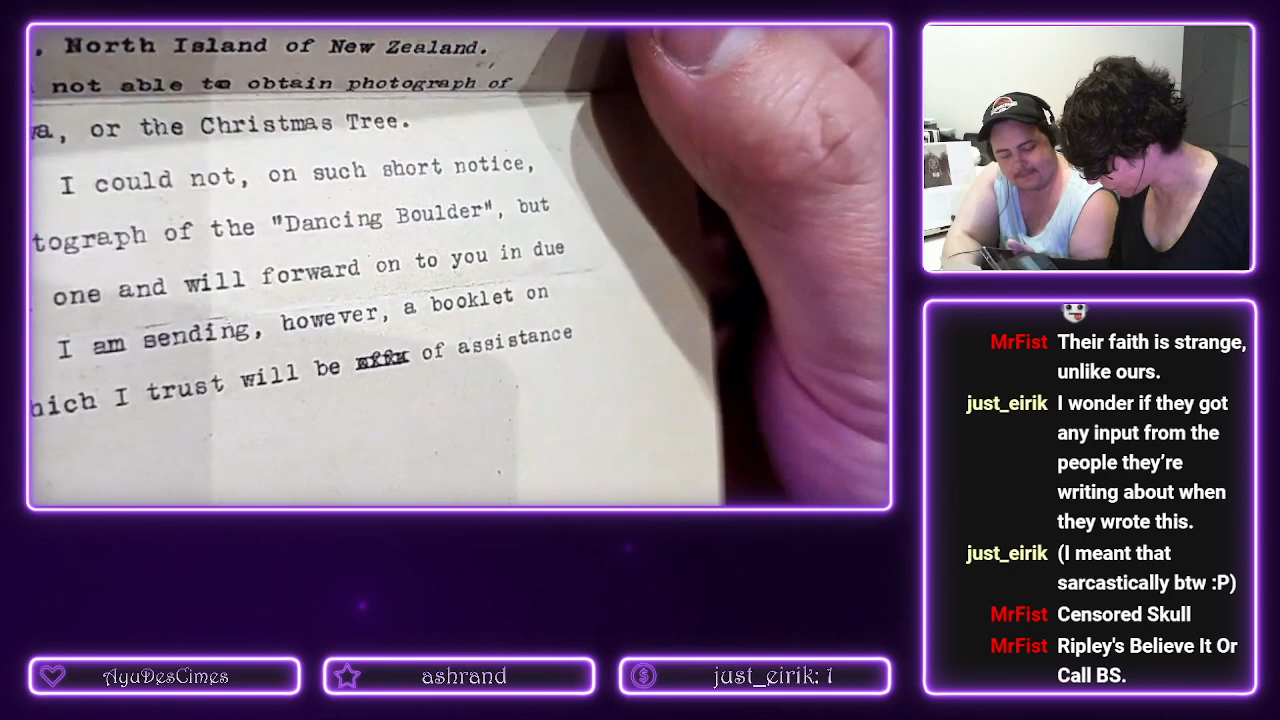 , North Island of New Zealand.
not able to obtain photograph of
a, or the Christmas Tree.
I could not, on such short notice,
tograph of the "Dancing Boulder", but
one and will forward on to you in due
I am sending, however, a booklet on
hich I trust will be of assistance
MrFist Their faith is strange,
unlike ours.
just_eirik I wonder if they got
any input from the
people they’re
writing about when
they wrote this.
just_eirik (I meant that
sarcastically btw :P)
MrFist Censored Skull
MrFist Ripley's Believe It Or
Call BS.
AyuDesCimes
ashrand
just_eirik: 1